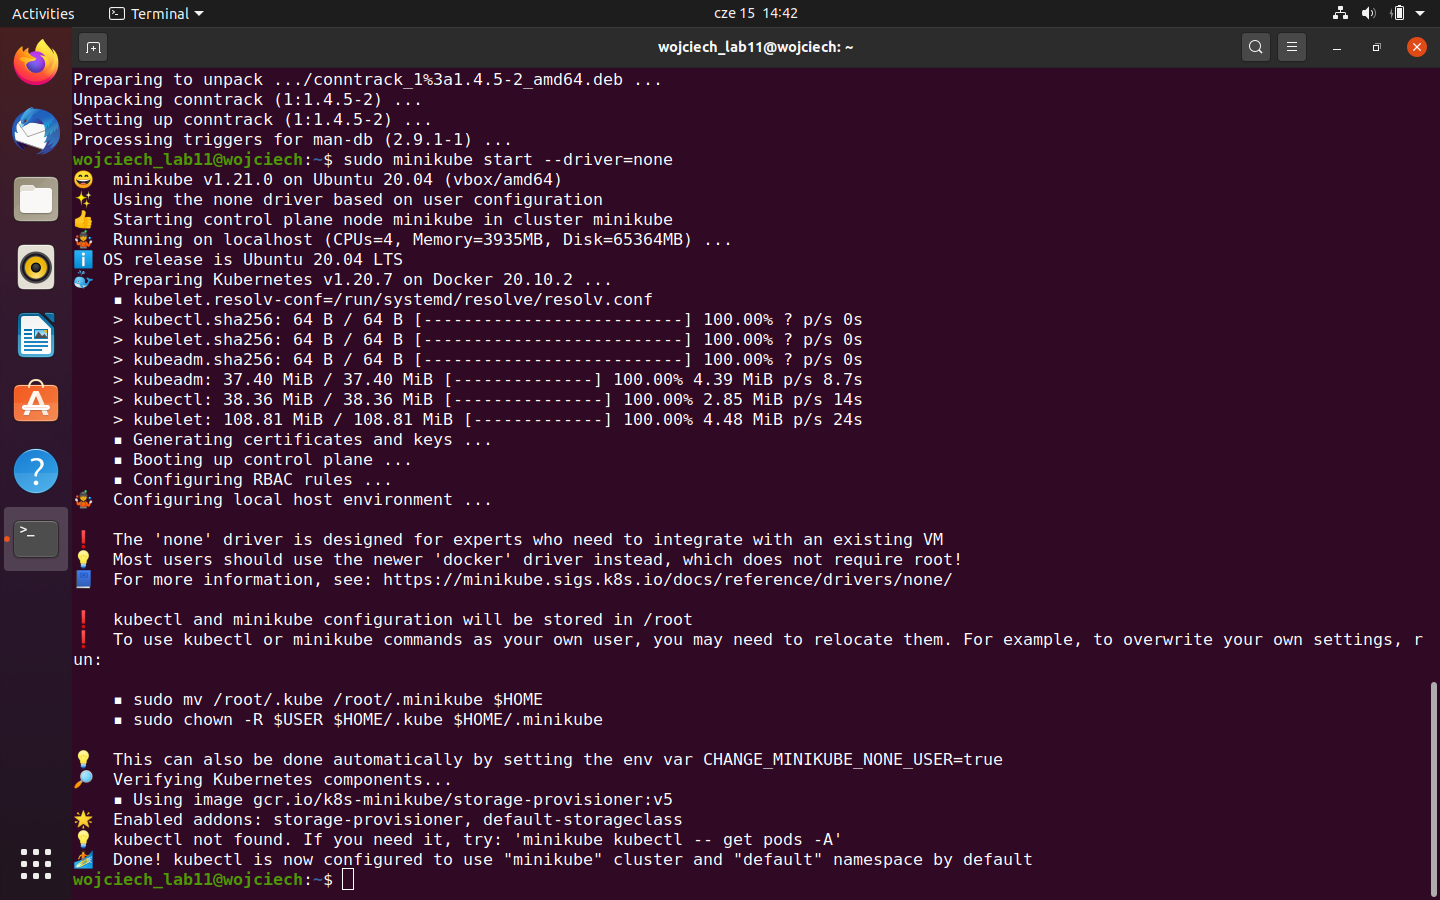 Activities
Terminal
cze 15 14:42
wojciech_lab11@wojciech: ~
Preparing to unpack .../conntrack_1%3a1.4.5-2_amd64.deb ...
Unpacking conntrack (1:1.4.5-2) ...
Setting up conntrack (1:1.4.5-2) ...
Processing triggers for man-db (2.9.1-1) ...
wojciech_lab11@wojciech:~$ sudo minikube start --driver=none
😄 minikube v1.21.0 on Ubuntu 20.04 (vbox/amd64)
✨ Using the none driver based on user configuration
👍 Starting control plane node minikube in cluster minikube
🤹 Running on localhost (CPUs=4, Memory=3935MB, Disk=65364MB) ...
ℹ️ OS release is Ubuntu 20.04 LTS
🐳 Preparing Kubernetes v1.20.7 on Docker 20.10.2 ...
▪ kubelet.resolv-conf=/run/systemd/resolve/resolv.conf
> kubectl.sha256: 64 B / 64 B [--------------------------] 100.00% ? p/s 0s
> kubelet.sha256: 64 B / 64 B [--------------------------] 100.00% ? p/s 0s
> kubeadm.sha256: 64 B / 64 B [--------------------------] 100.00% ? p/s 0s
> kubeadm: 37.40 MiB / 37.40 MiB [--------------] 100.00% 4.39 MiB p/s 8.7s
> kubectl: 38.36 MiB / 38.36 MiB [---------------] 100.00% 2.85 MiB p/s 14s
> kubelet: 108.81 MiB / 108.81 MiB [-------------] 100.00% 4.48 MiB p/s 24s
▪ Generating certificates and keys ...
▪ Booting up control plane ...
▪ Configuring RBAC rules ...
🤹 Configuring local host environment ...
❗ The 'none' driver is designed for experts who need to integrate with an existing VM
💡 Most users should use the newer 'docker' driver instead, which does not require root!
📘 For more information, see: https://minikube.sigs.k8s.io/docs/reference/drivers/none/
❗ kubectl and minikube configuration will be stored in /root
❗ To use kubectl or minikube commands as your own user, you may need to relocate them. For example, to overwrite your own settings, r
un:
▪ sudo mv /root/.kube /root/.minikube $HOME
▪ sudo chown -R $USER $HOME/.kube $HOME/.minikube
💡 This can also be done automatically by setting the env var CHANGE_MINIKUBE_NONE_USER=true
🔎 Verifying Kubernetes components...
▪ Using image gcr.io/k8s-minikube/storage-provisioner:v5
🌟 Enabled addons: storage-provisioner, default-storageclass
💡 kubectl not found. If you need it, try: 'minikube kubectl -- get pods -A'
🏄 Done! kubectl is now configured to use "minikube" cluster and "default" namespace by default
wojciech_lab11@wojciech:~$